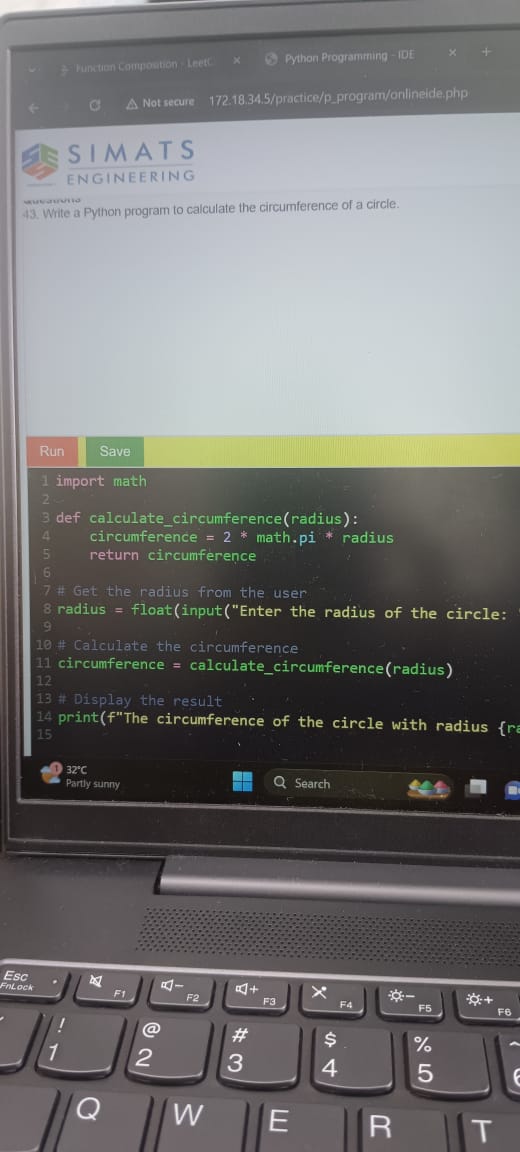 Function Composition - LeetC
Python Programming - IDE
Not secure 172.18.34.5/practice/p_program/onlineide.php
SIMATS
ENGINEERING
43. Write a Python program to calculate the circumference of a circle.
Run Save
1 import math
2
3 def calculate_circumference(radius):
4 circumference = 2 * math.pi * radius
5 return circumference
6
7 # Get the radius from the user
8 radius = float(input("Enter the radius of the circle:
9
10 # Calculate the circumference
11 circumference = calculate_circumference(radius)
12
13 # Display the result
14 print(f"The circumference of the circle with radius {ra
15
1
32°C
Partly sunny
Search
Esc
FnLock
F1 F2 F3 F4 F5 F6
! @ # $ %
1 2 3 4 5
Q W E R T